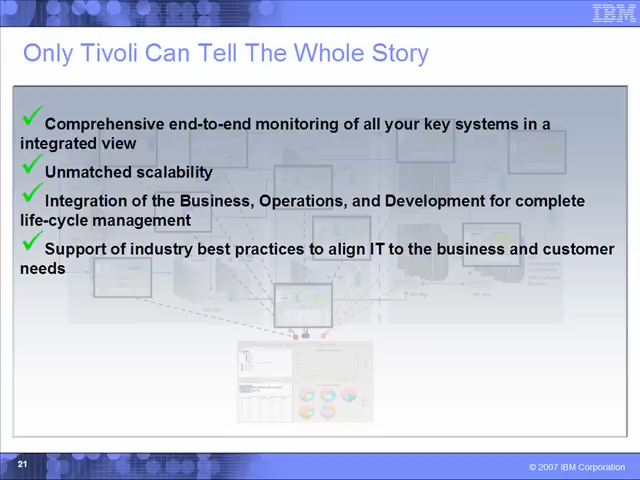 IBM
Only Tivoli Can Tell The Whole Story
Comprehensive end-to-end monitoring of all your key systems in a
integrated view
Unmatched scalability
Integration of the Business, Operations, and Development for complete
life-cycle management
Support of industry best practices to align IT to the business and customer
needs
21
© 2007 IBM Corporation